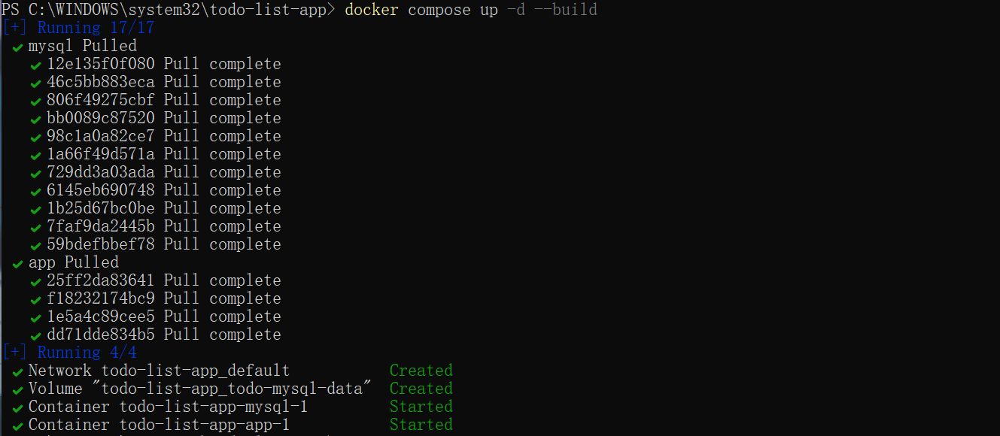 PS C:\WINDOWS\system32\todo-list-app> docker compose up -d --build
[+] Running 17/17
✔ mysql Pulled
✔ 12e135f0f080 Pull complete
✔ 46c5bb883eca Pull complete
✔ 806f49275cbf Pull complete
✔ bb0089c87520 Pull complete
✔ 98c1a0a82ce7 Pull complete
✔ 1a66f49d571a Pull complete
✔ 729dd3a03ada Pull complete
✔ 6145eb690748 Pull complete
✔ 1b25d67bc0be Pull complete
✔ 7faf9da2445b Pull complete
✔ 59bdefbbef78 Pull complete
✔ app Pulled
✔ 25ff2da83641 Pull complete
✔ f18232174bc9 Pull complete
✔ 1e5a4c89cee5 Pull complete
✔ dd71dde834b5 Pull complete
[+] Running 4/4
✔ Network todo-list-app_default Created
✔ Volume "todo-list-app_todo-mysql-data" Created
✔ Container todo-list-app-mysql-1 Started
✔ Container todo-list-app-app-1 Started